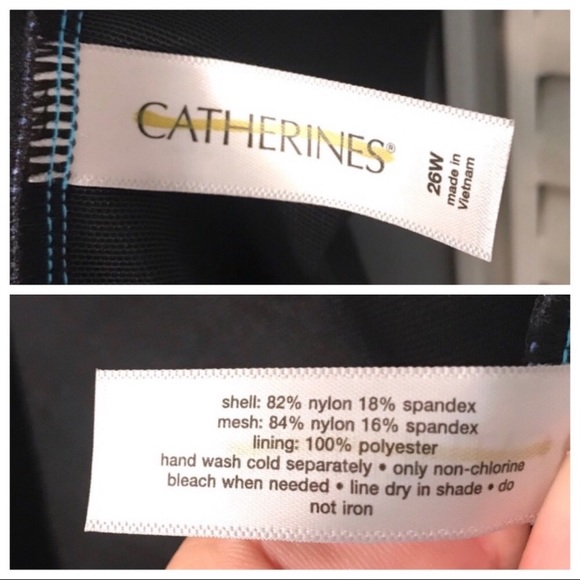 CATHERINES®
26W
made in
Vietnam
shell: 82% nylon 18% spandex
mesh: 84% nylon 16% spandex
lining: 100% polyester
hand wash cold separately • only non-chlorine
bleach when needed • line dry in shade • do
not iron